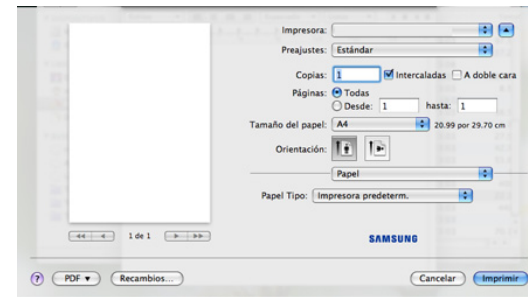 Impresora:
Preajustes: Estándar
Copias: 1 Intercaladas A doble cara
Páginas: Todas
Desde: 1 hasta: 1
Tamaño del papel: A4 20.99 por 29.70 cm
Orientación:
Papel
Papel Tipo: Impresora predeterm.
1 de 1
SAMSUNG
? PDF ▼ Recambios... Cancelar Imprimir